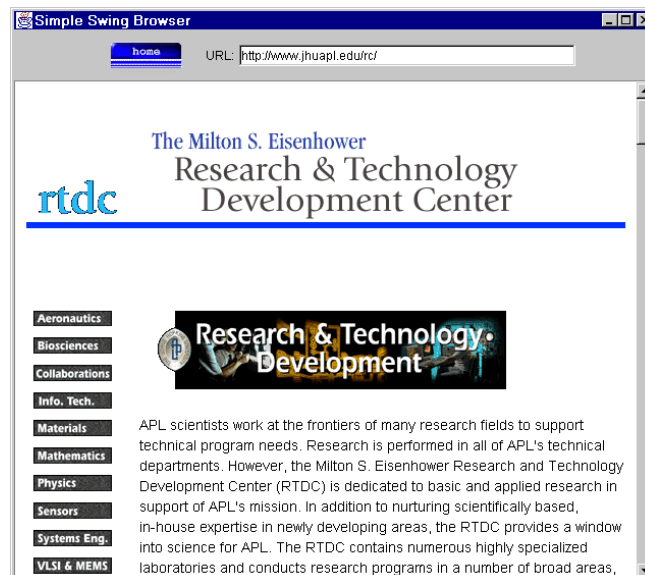 Simple Swing Browser
home
URL: http://www.jhuapl.edu/rc/
The Milton S. Eisenhower
Research & Technology
rtdc
Development Center
Research & Technology
Development
Aeronautics
Biosciences
Collaborations
Info. Tech.
Materials
Mathematics
Physics
Sensors
Systems Eng.
VLSI & MEMS
APL scientists work at the frontiers of many research fields to support
technical program needs. Research is performed in all of APL's technical
departments. However, the Milton S. Eisenhower Research and Technology
Development Center (RTDC) is dedicated to basic and applied research in
support of APL's mission. In addition to nurturing scientifically based,
in-house expertise in newly developing areas, the RTDC provides a window
into science for APL. The RTDC contains numerous highly specialized
laboratories and conducts research programs in a number of broad areas,